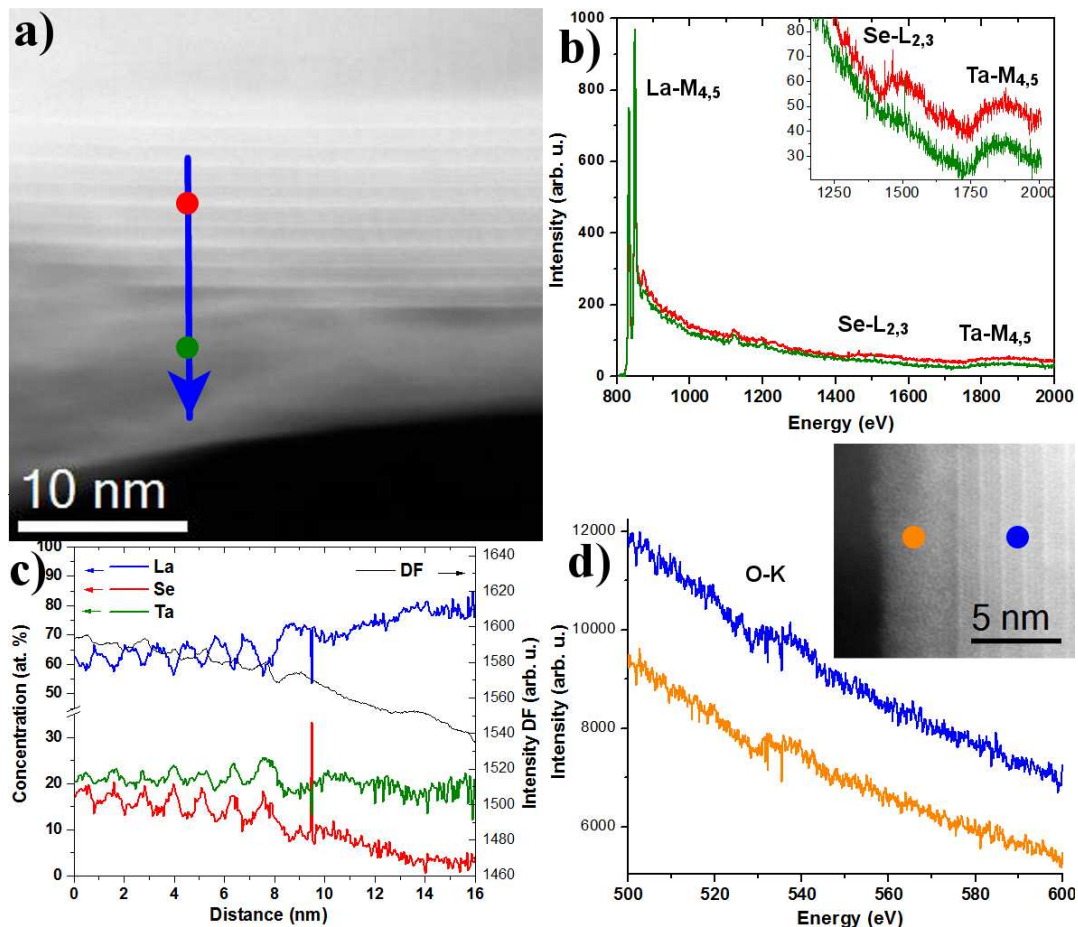 a)
10 nm
b)
La-M4,5
Se-L2,3
Ta-M4,5
Se-L2,3
Ta-M4,5
80
70
60
50
40
30
1250 1500 1750 2000
1000
800
600
400
200
0
800 1000 1200 1400 1600 1800 2000
Intensity (arb. u.)
Energy (eV)
c)
La
Se
Ta
DF
100
90
80
70
60
50
30
20
10
0
1640
1620
1600
1580
1560
1540
1520
1500
1480
1460
0 2 4 6 8 10 12 14 16
Concentration (at. %)
Intensity DF (arb. u.)
Distance (nm)
d)
O-K
5 nm
12000
10000
8000
6000
500 520 540 560 580 600
Intensity (arb. u.)
Energy (eV)